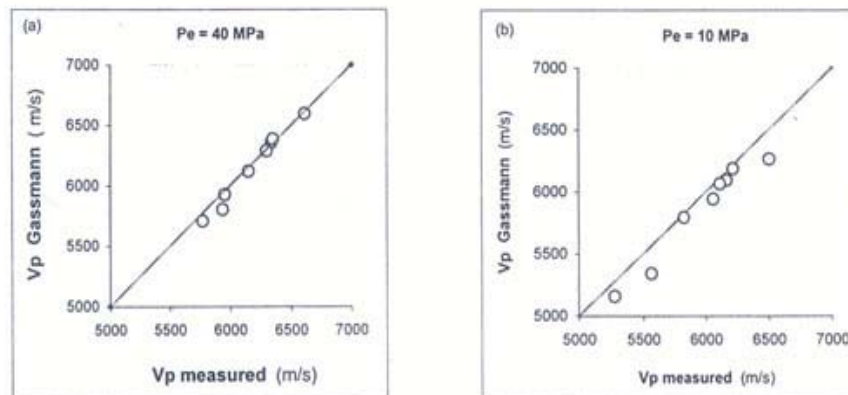 (a)
Pe = 40 MPa
7000
6500
6000
5500
5000
Vp Gassmann ( m/s)
5000 5500 6000 6500 7000
Vp measured (m/s)
(b)
Pe = 10 MPa
7000
6500
6000
5500
5000
Vp Gassmann (m/s)
5000 5500 6000 6500 7000
Vp measured (m/s)